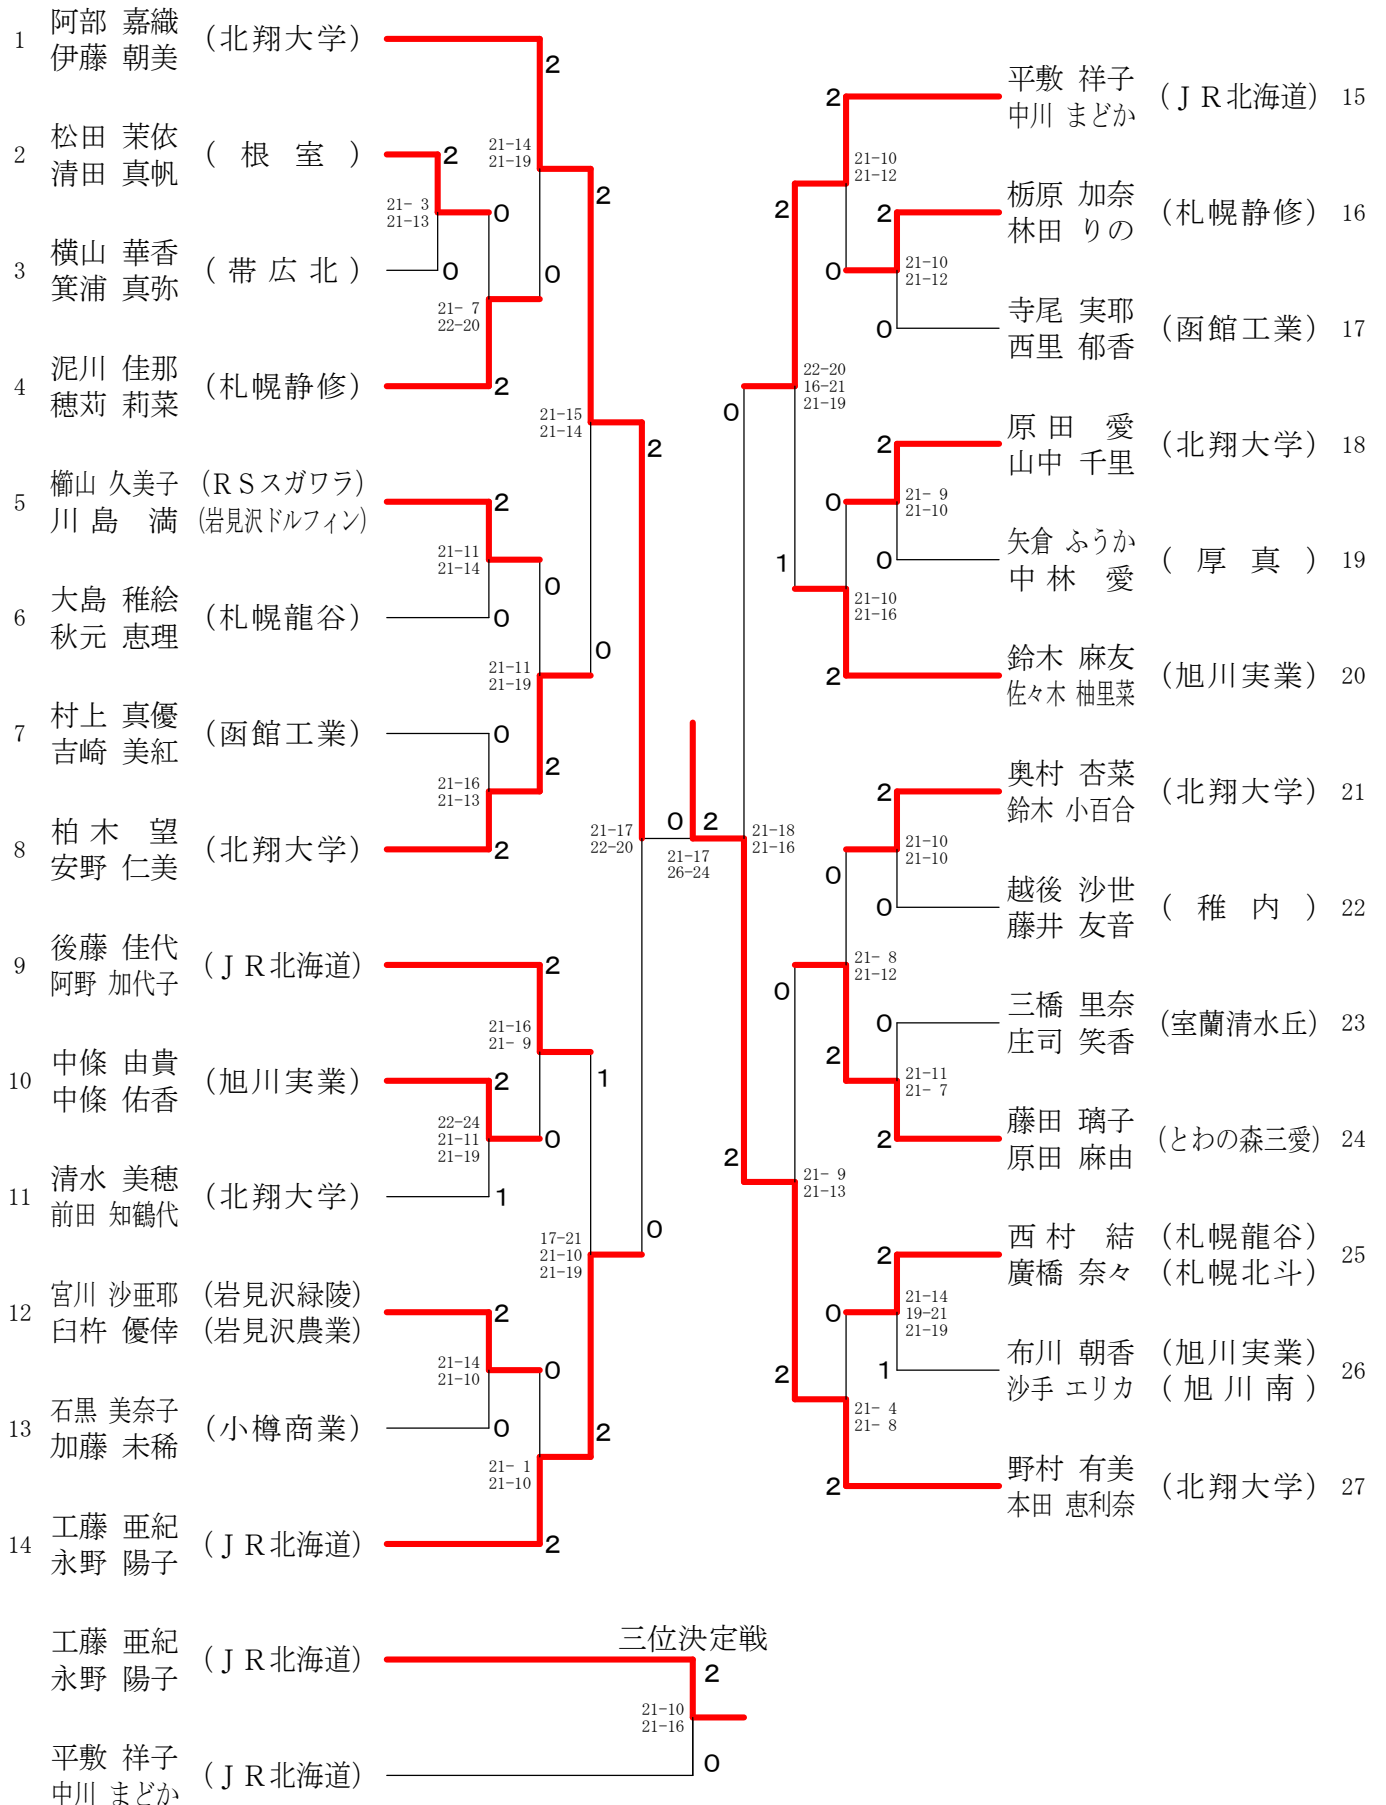 1 阿部 嘉織 (北翔大学)
伊藤 朝美
2 松田 茉依 (根室)
清田 真帆
3 横山 華香 (帯広北)
箕浦 真弥
4 泥川 佳那 (札幌静修)
穂苅 莉菜
5 櫛山 久美子 (ＲＳスガワラ)
川島 満 (岩見沢ドルフィン)
6 大島 稚絵 (札幌龍谷)
秋元 恵理
7 村上 真優 (函館工業)
吉崎 美紅
8 柏木 望 (北翔大学)
安野 仁美
9 後藤 佳代 (ＪＲ北海道)
阿野 加代子
10 中條 由貴 (旭川実業)
中條 佑香
11 清水 美穂 (北翔大学)
前田 知鶴代
12 宮川 沙亜耶 (岩見沢緑陵)
臼杵 優倖 (岩見沢農業)
13 石黒 美奈子 (小樽商業)
加藤 未稀
14 工藤 亜紀 (ＪＲ北海道)
永野 陽子
2
2
21-14
21-19
2
21- 3
21-13
0
0
0
21- 7
22-20
2
21-15
21-14
2
2
21-11
21-14
0
0
0
21-11
21-19
0
2
21-16
21-13
2
21-17
22-20
0 2
21-17
26-24
2
21-16
21- 9
1
2
22-24
21-11
21-19
0
1
17-21
21-10
21-19
0
2
21-14
21-10
0
0
2
21- 1
21-10
2
平敷 祥子 (ＪＲ北海道) 15
中川 まどか
栃原 加奈 (札幌静修) 16
林田 りの
寺尾 実耶 (函館工業) 17
西里 郁香
原田 愛 (北翔大学) 18
山中 千里
矢倉 ふうか (厚真) 19
中林 愛
鈴木 麻友 (旭川実業) 20
佐々木 柚里菜
奥村 杏菜 (北翔大学) 21
鈴木 小百合
越後 沙世 (稚内) 22
藤井 友音
三橋 里奈 (室蘭清水丘) 23
庄司 笑香
藤田 璃子 (とわの森三愛) 24
原田 麻由
西村 結 (札幌龍谷) 25
廣橋 奈々 (札幌北斗)
布川 朝香 (旭川実業) 26
沙手 エリカ (旭川南)
野村 有美 (北翔大学) 27
本田 恵利奈
2
21-10
21-12
2
2
0
21-10
21-12
0
22-20
16-21
21-19
0
2
0
21- 9
21-10
0
1
21-10
21-16
2
21-18
21-16
2
21-10
21-10
0
0
21- 8
21-12
0
0
2
21-11
21- 7
2
2
21- 9
21-13
2
0
21-14
19-21
21-19
1
2
21- 4
21- 8
2
三位決定戦
工藤 亜紀 (ＪＲ北海道)
永野 陽子
2
21-10
21-16
0
平敷 祥子 (ＪＲ北海道)
中川 まどか